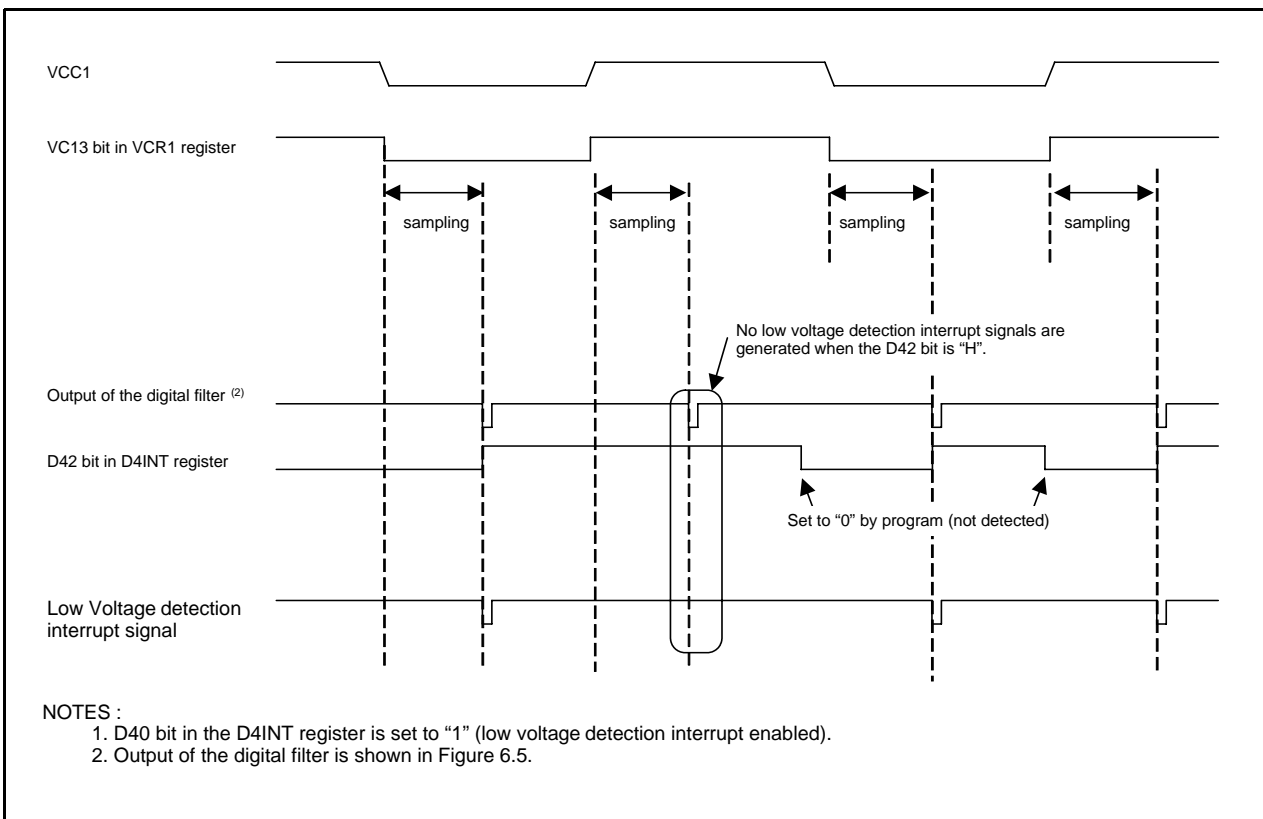 VCC1
VC13 bit in VCR1 register
sampling
sampling
sampling
sampling
No low voltage detection interrupt signals are
generated when the D42 bit is “H”.
Output of the digital filter (2)
D42 bit in D4INT register
Set to “0” by program (not detected)
Low Voltage detection
interrupt signal
NOTES :
1. D40 bit in the D4INT register is set to “1” (low voltage detection interrupt enabled).
2. Output of the digital filter is shown in Figure 6.5.